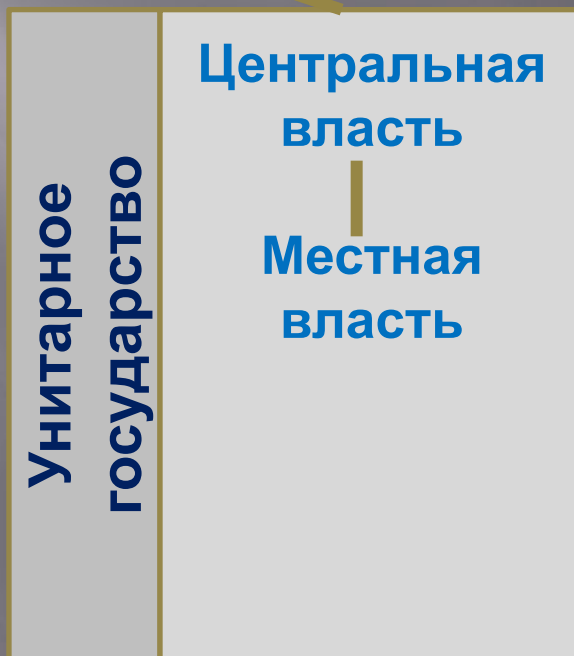 Унитарное
государство
Центральная
власть
Местная
власть